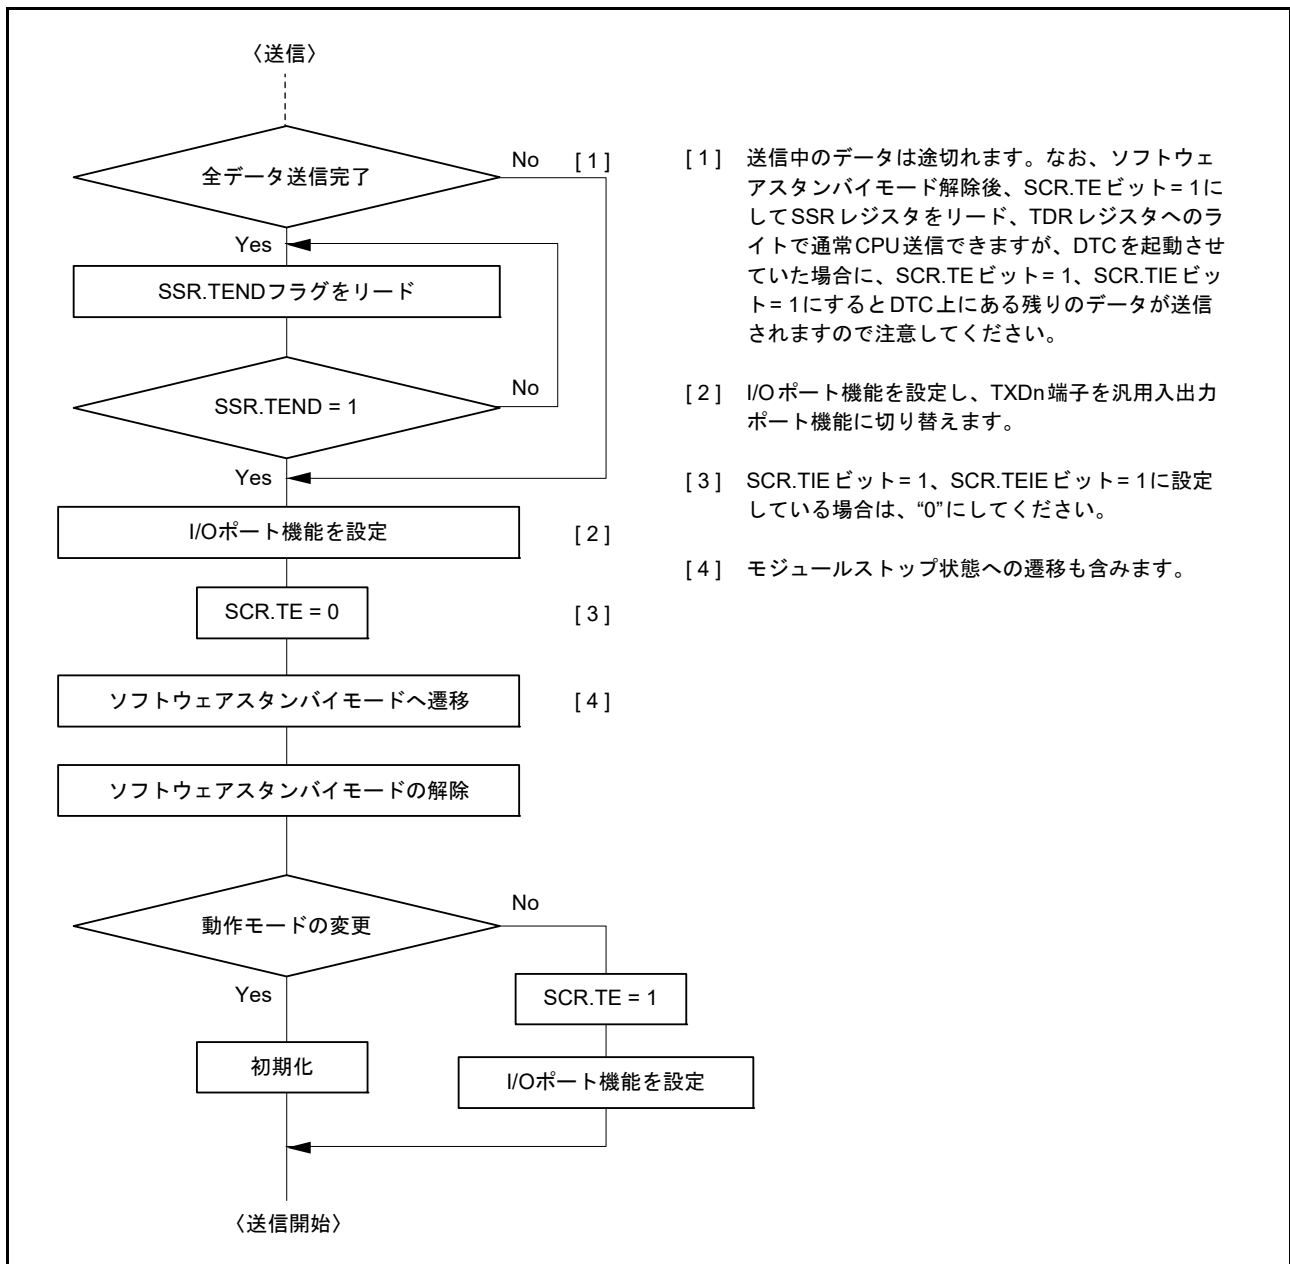 〈送信〉
全データ送信完了
No
[ 1 ]
Yes
SSR.TENDフラグをリード
SSR.TEND = 1
No
Yes
I/Oポート機能を設定
[ 2 ]
SCR.TE = 0
[ 3 ]
ソフトウェアスタンバイモードへ遷移
[ 4 ]
ソフトウェアスタンバイモードの解除
動作モードの変更
No
Yes
SCR.TE = 1
初期化
I/Oポート機能を設定
〈送信開始〉
[ 1 ] 送信中のデータは途切れます。なお、ソフトウェ
アスタンバイモード解除後、SCR.TEビット= 1に
してSSRレジスタをリード、TDRレジスタへのラ
イトで通常CPU送信できますが、DTCを起動させ
ていた場合に、SCR.TEビット= 1、SCR.TIEビッ
ト= 1にするとDTC上にある残りのデータが送信
されますので注意してください。
[ 2 ] I/Oポート機能を設定し、TXDn端子を汎用入出力
ポート機能に切り替えます。
[ 3 ] SCR.TIEビット= 1、SCR.TEIEビット= 1に設定
している場合は、“0”にしてください。
[ 4 ] モジュールストップ状態への遷移も含みます。